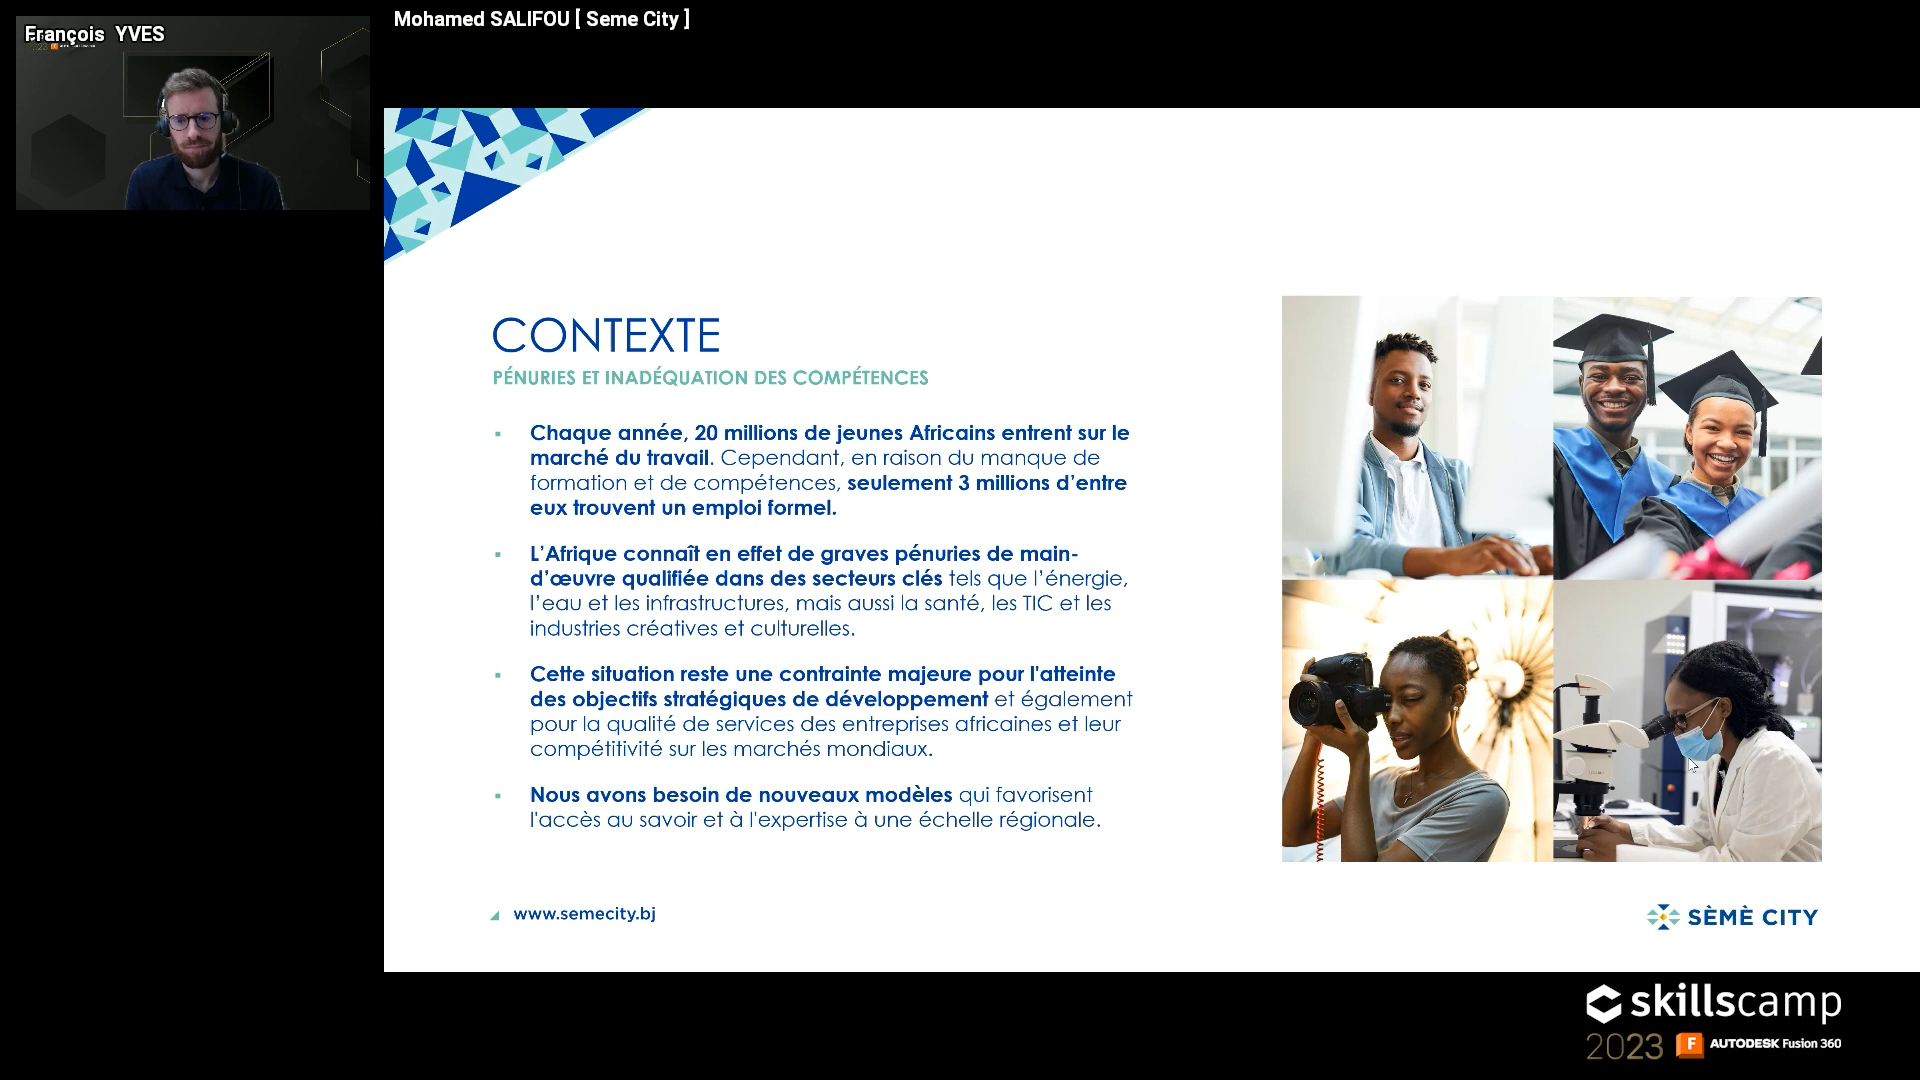 François YVES
Mohamed SALIFOU [ Seme City ]
CONTEXTE
PÉNURIES ET INADÉQUATION DES COMPÉTENCES
▪ Chaque année, 20 millions de jeunes Africains entrent sur le
marché du travail. Cependant, en raison du manque de
formation et de compétences, seulement 3 millions d’entre
eux trouvent un emploi formel.
▪ L’Afrique connaît en effet de graves pénuries de main-
d’œuvre qualifiée dans des secteurs clés tels que l’énergie,
l’eau et les infrastructures, mais aussi la santé, les TIC et les
industries créatives et culturelles.
▪ Cette situation reste une contrainte majeure pour l'atteinte
des objectifs stratégiques de développement et également
pour la qualité de services des entreprises africaines et leur
compétitivité sur les marchés mondiaux.
▪ Nous avons besoin de nouveaux modèles qui favorisent
l'accès au savoir et à l'expertise à une échelle régionale.
www.semecity.bj
SÈMÈ CITY
skillscamp
2023 F AUTODESK Fusion 360